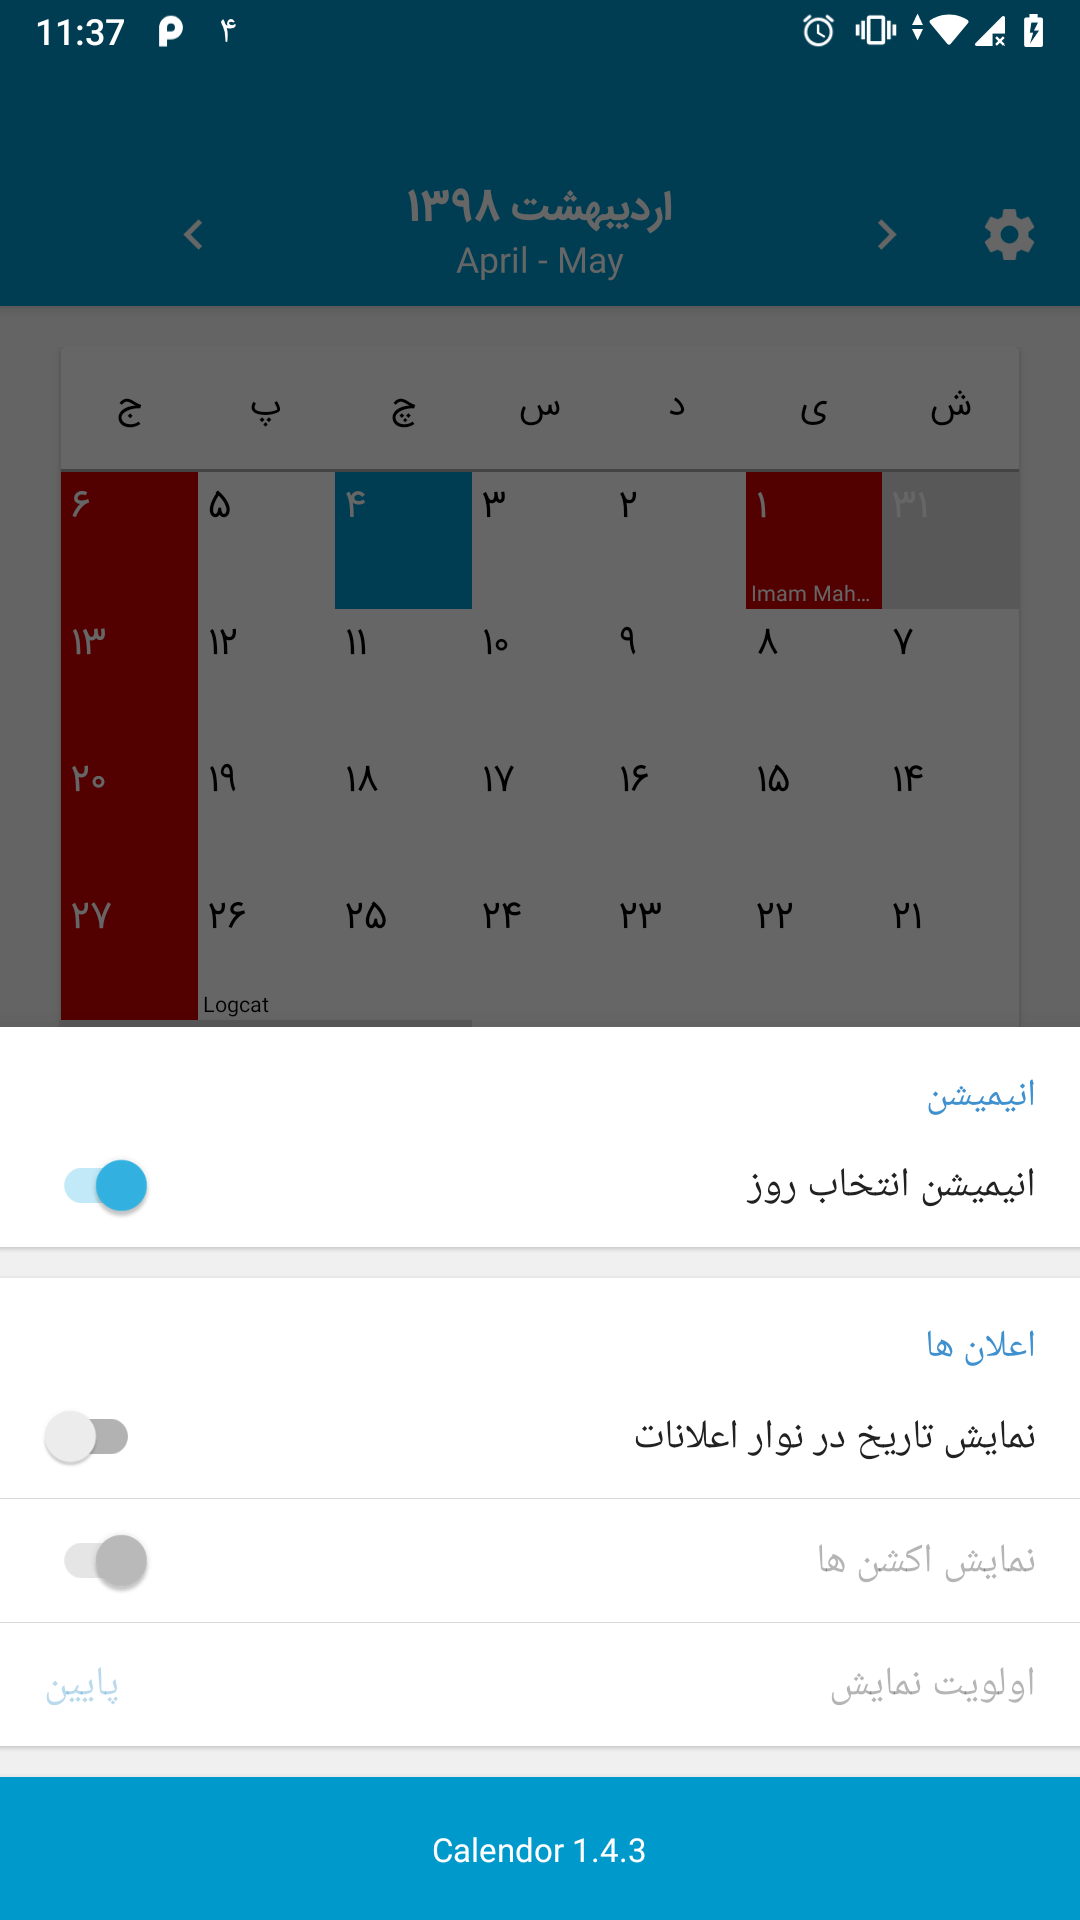 11:37 ۴
اردیبهشت ۱۳۹۸
April - May
ش ی د س چ پ ج
۳۱ ۱ ۲ ۳ ۴ ۵ ۶
Imam Mah...
۷ ۸ ۹ ۱۰ ۱۱ ۱۲ ۱۳
۱۴ ۱۵ ۱۶ ۱۷ ۱۸ ۱۹ ۲۰
۲۱ ۲۲ ۲۳ ۲۴ ۲۵ ۲۶ ۲۷
Logcat
انیمیشن
انیمیشن انتخاب روز
اعلان ها
نمایش تاریخ در نوار اعلانات
نمایش اکشن ها
اولویت نمایش پایین
Calendor 1.4.3